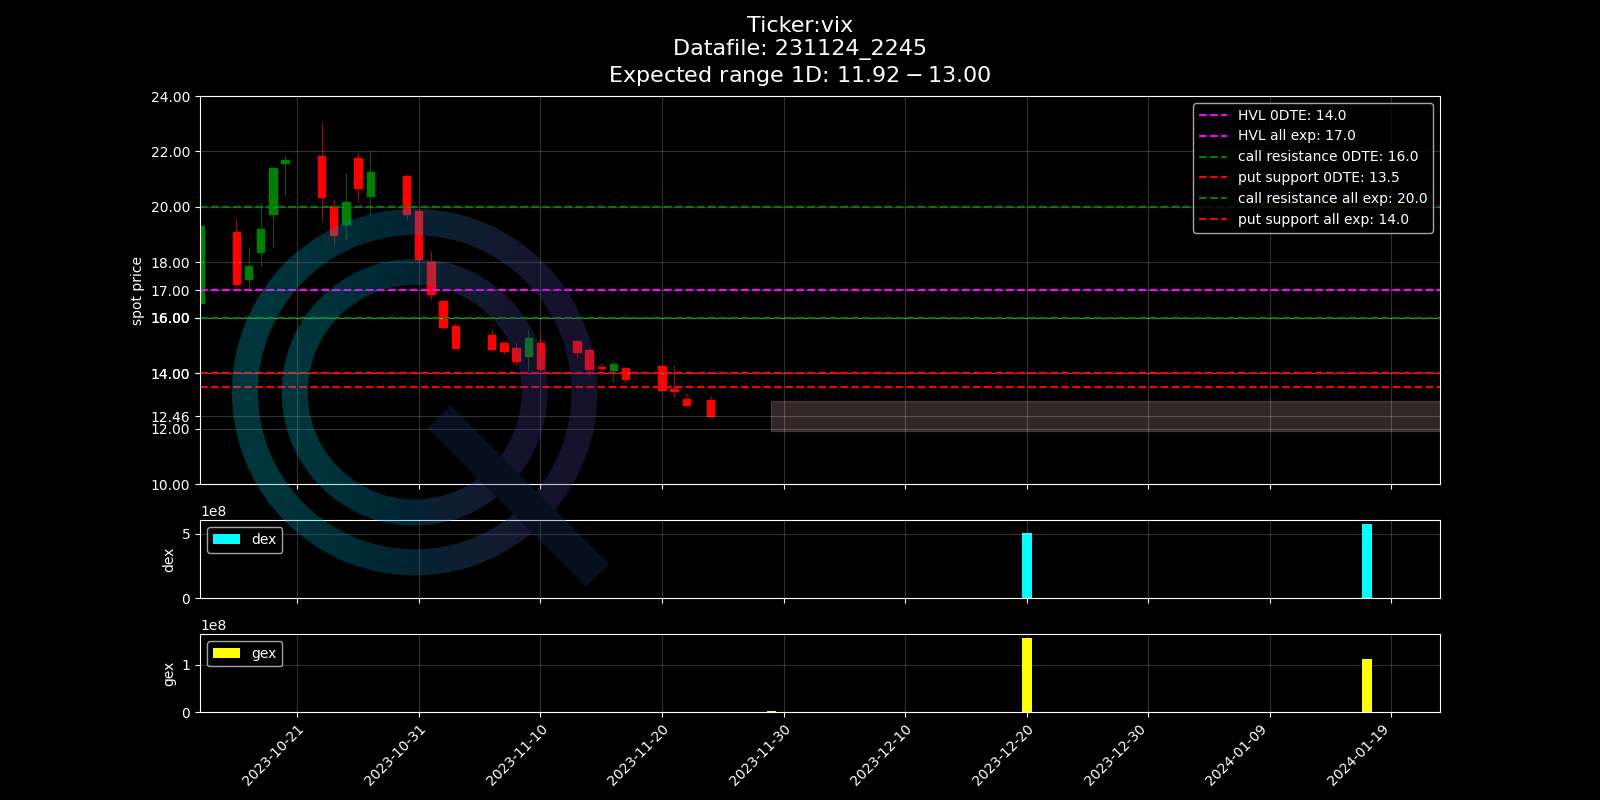 Ticker:vix
Datafile: 231124_2245
Expected range 1D: 11.92 − 13.00
24.00
22.00
20.00
18.00
17.00
16.00
14.00
12.46
12.00
10.00
spot price
HVL 0DTE: 14.0
HVL all exp: 17.0
call resistance 0DTE: 16.0
put support 0DTE: 13.5
call resistance all exp: 20.0
put support all exp: 14.0
1e8
5
0
dex
dex
1e8
1
0
gex
gex
2023-10-21
2023-10-31
2023-11-10
2023-11-20
2023-11-30
2023-12-10
2023-12-20
2023-12-30
2024-01-09
2024-01-19